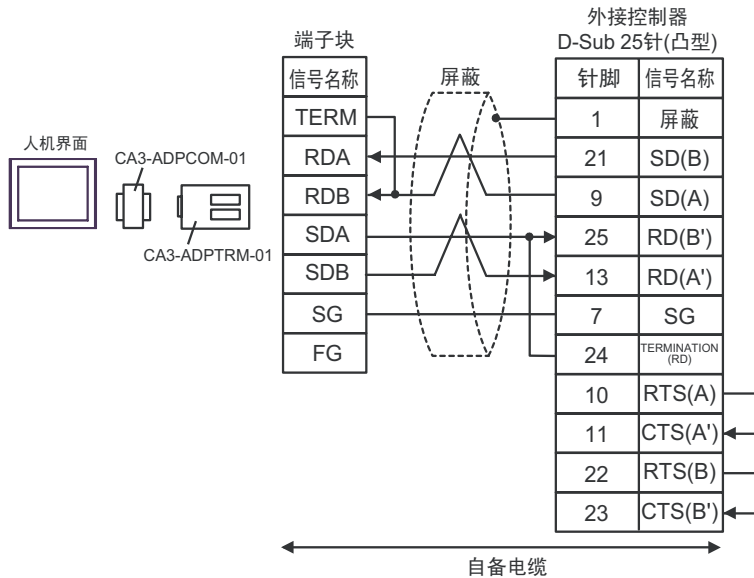 外接控制器
端子块 D-Sub 25针(凸型)
信号名称 屏蔽 针脚 信号名称
TERM 1 屏蔽
人机界面
CA3-ADPCOM-01
RDA 21 SD(B)
RDB 9 SD(A)
SDA 25 RD(B')
CA3-ADPTRM-01
SDB 13 RD(A')
SG 7 SG
FG 24 TERMINATION
(RD)
10 RTS(A)
11 CTS(A')
22 RTS(B)
23 CTS(B')
自备电缆